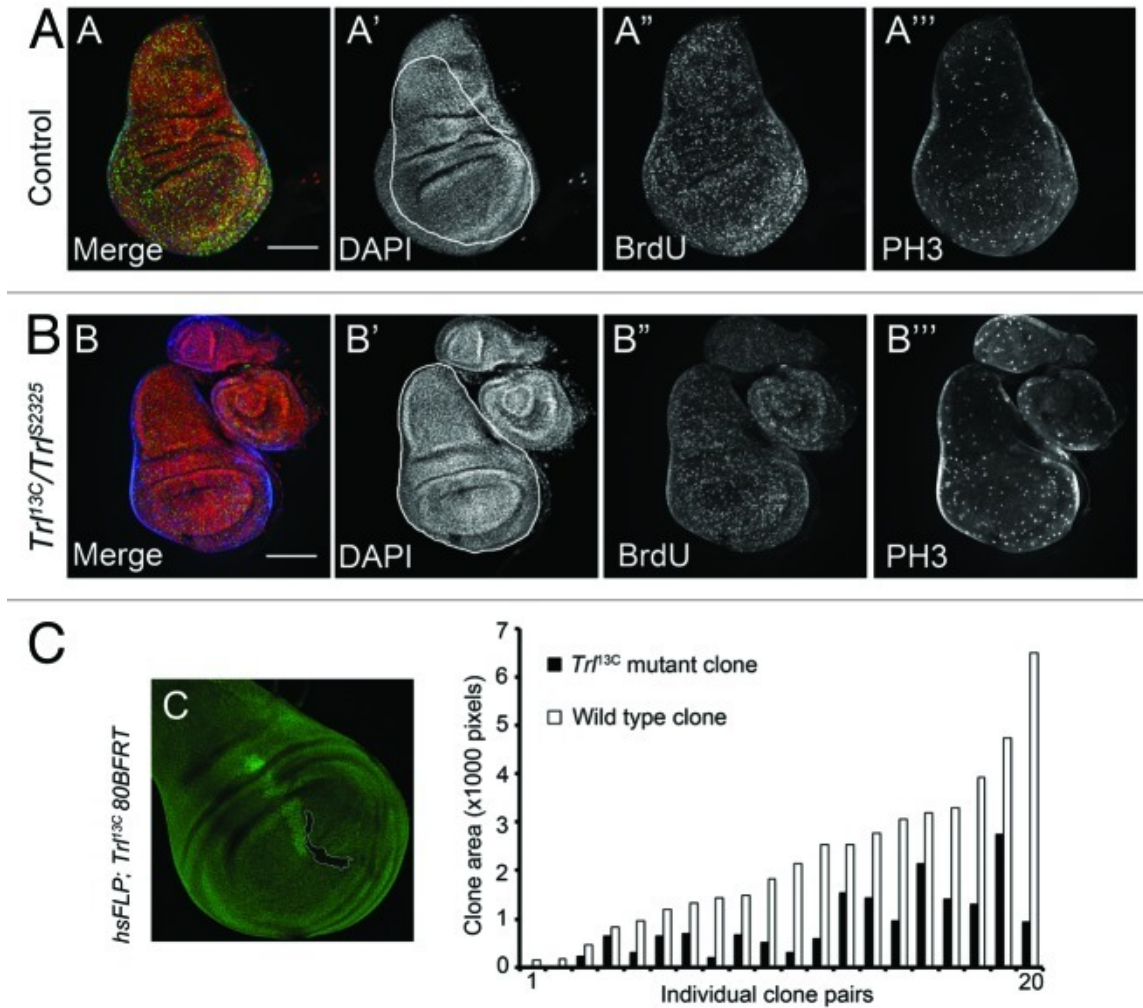 A
Control
A
Merge
A'
DAPI
A''
BrdU
A'''
PH3
B
Trl13C/TrlS2325
B
Merge
B'
DAPI
B''
BrdU
B'''
PH3
C
hsFLP; Trl13C 80BFRT
C
Clone area (x1000 pixels)
7
6
5
4
3
2
1
0
Trl13C mutant clone
Wild type clone
1
20
Individual clone pairs